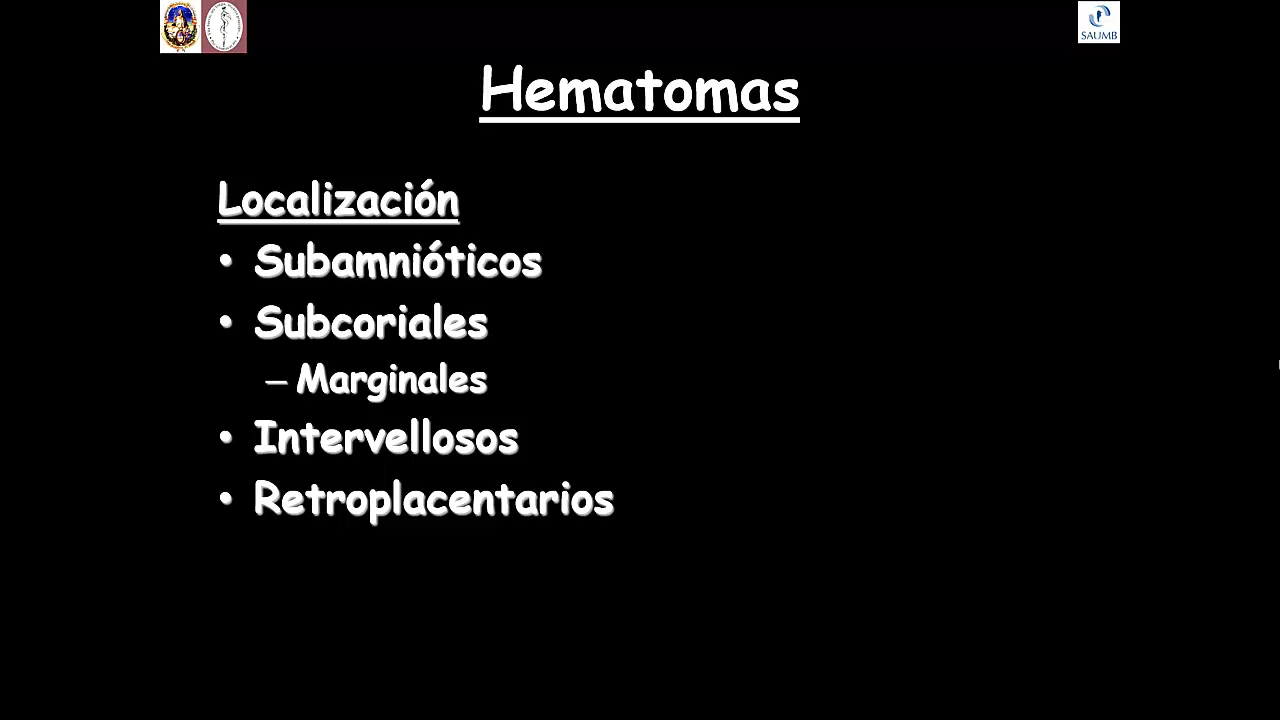 SAUMB
Hematomas
Localización
• Subamnióticos
• Subcoriales
– Marginales
• Intervellosos
• Retroplacentarios